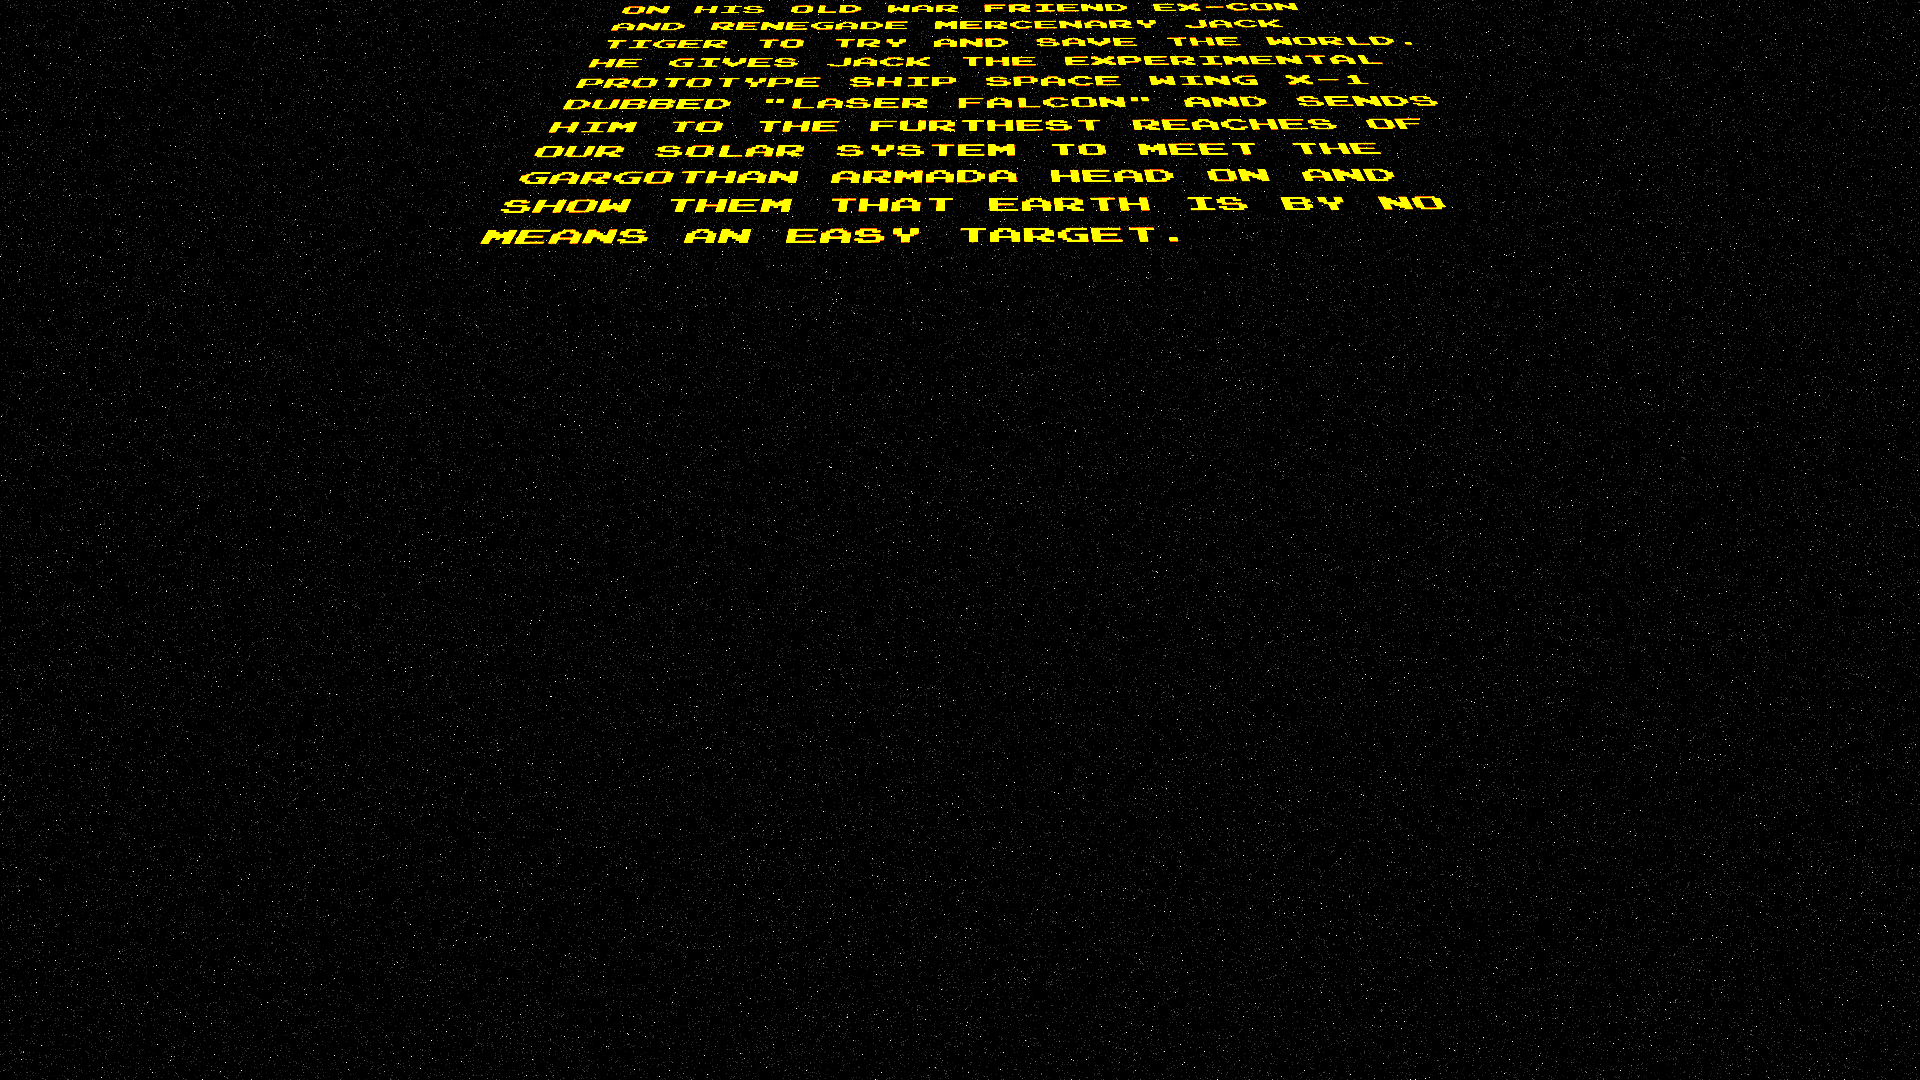 ON HIS OLD WAR FRIEND EX-CON
AND RENEGADE MERCENARY JACK
TIGER TO TRY AND SAVE THE WORLD.
HE GIVES JACK THE EXPERIMENTAL
PROTOTYPE SHIP SPACE WING X-1
DUBBED "LASER FALCON" AND SENDS
HIM TO THE FURTHEST REACHES OF
OUR SOLAR SYSTEM TO MEET THE
GARGOTHAN ARMADA HEAD ON AND
SHOW THEM THAT EARTH IS BY NO
MEANS AN EASY TARGET.